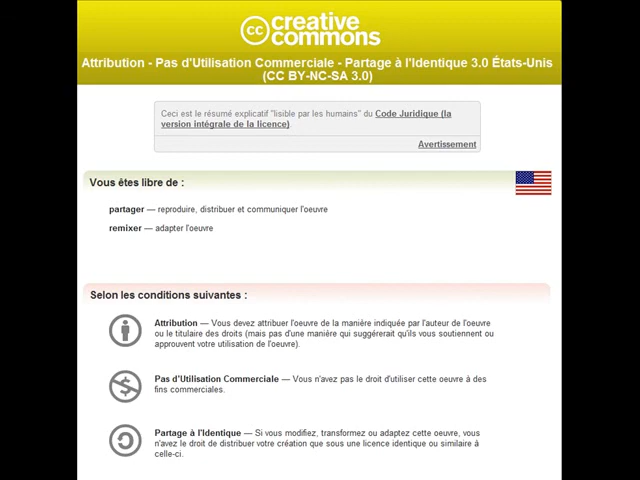 cc creative commons
Attribution - Pas d'Utilisation Commerciale - Partage à l'Identique 3.0 États-Unis
(CC BY-NC-SA 3.0)
Ceci est le résumé explicatif "lisible par les humains" du Code Juridique (la
version intégrale de la licence)
Avertissement
Vous êtes libre de :
partager — reproduire, distribuer et communiquer l'oeuvre
remixer — adapter l'oeuvre
Selon les conditions suivantes :
Attribution — Vous devez attribuer l'oeuvre de la manière indiquée par l'auteur de l'oeuvre
ou le titulaire des droits (mais pas d'une manière qui suggérerait qu'ils vous soutiennent ou
approuvent votre utilisation de l'oeuvre).
Pas d'Utilisation Commerciale — Vous n'avez pas le droit d'utiliser cette oeuvre à des
fins commerciales.
Partage à l'Identique — Si vous modifiez, transformez ou adaptez cette oeuvre, vous
n'avez le droit de distribuer votre création que sous une licence identique ou similaire à
celle-ci.